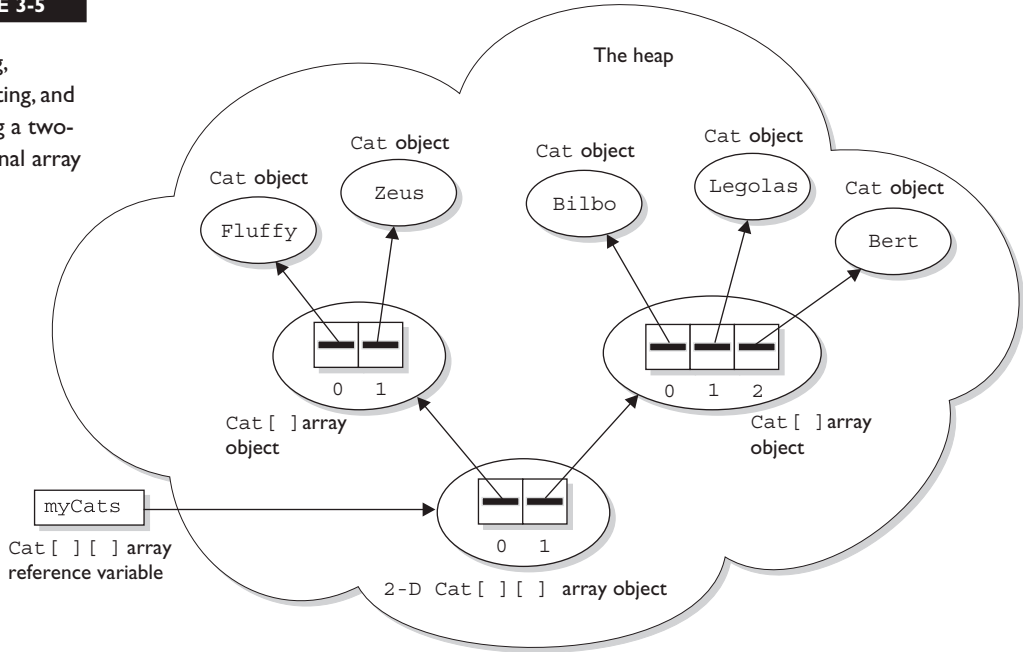 E 3-5
g,
ting, and
g a two-
nal array
The heap
Cat object
Zeus
Cat object
Fluffy
Cat object
Bilbo
Cat object
Legolas
Cat object
Bert
0 1
Cat[ ] array
object
0 1 2
Cat[ ] array
object
myCats
Cat[ ][ ] array
reference variable
0 1
2-D Cat[ ][ ] array object